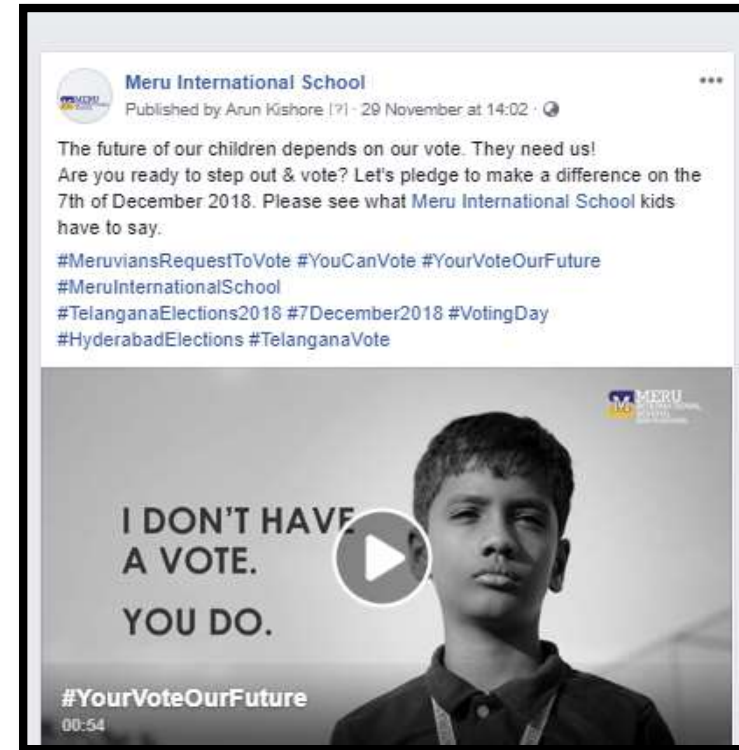 Meru International School
Published by Arun Kishore [?] · 29 November at 14:02 ·
The future of our children depends on our vote. They need us!
Are you ready to step out & vote? Let's pledge to make a difference on the
7th of December 2018. Please see what Meru International School kids
have to say.
#MeruviansRequestToVote #YouCanVote #YourVoteOurFuture
#MeruInternationalSchool
#TelanganaElections2018 #7December2018 #VotingDay
#HyderabadElections #TelanganaVote
MERU
INTERNATIONAL
SCHOOL
I DON'T HAVE
A VOTE.
YOU DO.
#YourVoteOurFuture
00:54